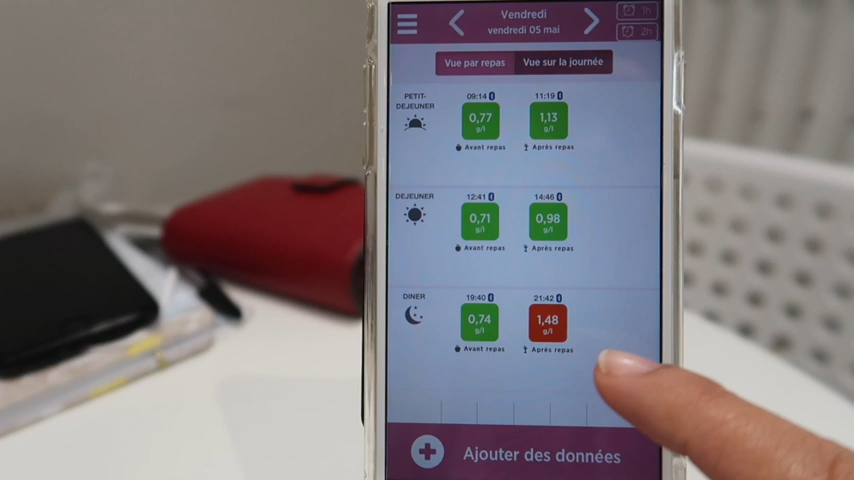 Vendredi
vendredi 05 mai
1h
2h
Vue par repas Vue sur la journée
PETIT-
DEJEUNER
09:14 11:19
0,77 1,13
g/l g/l
Avant repas Après repas
DEJEUNER
12:41 14:46
0,71 0,98
g/l g/l
Avant repas Après repas
DINER
19:40 21:42
0,74 1,48
g/l g/l
Avant repas Après repas
Ajouter des données